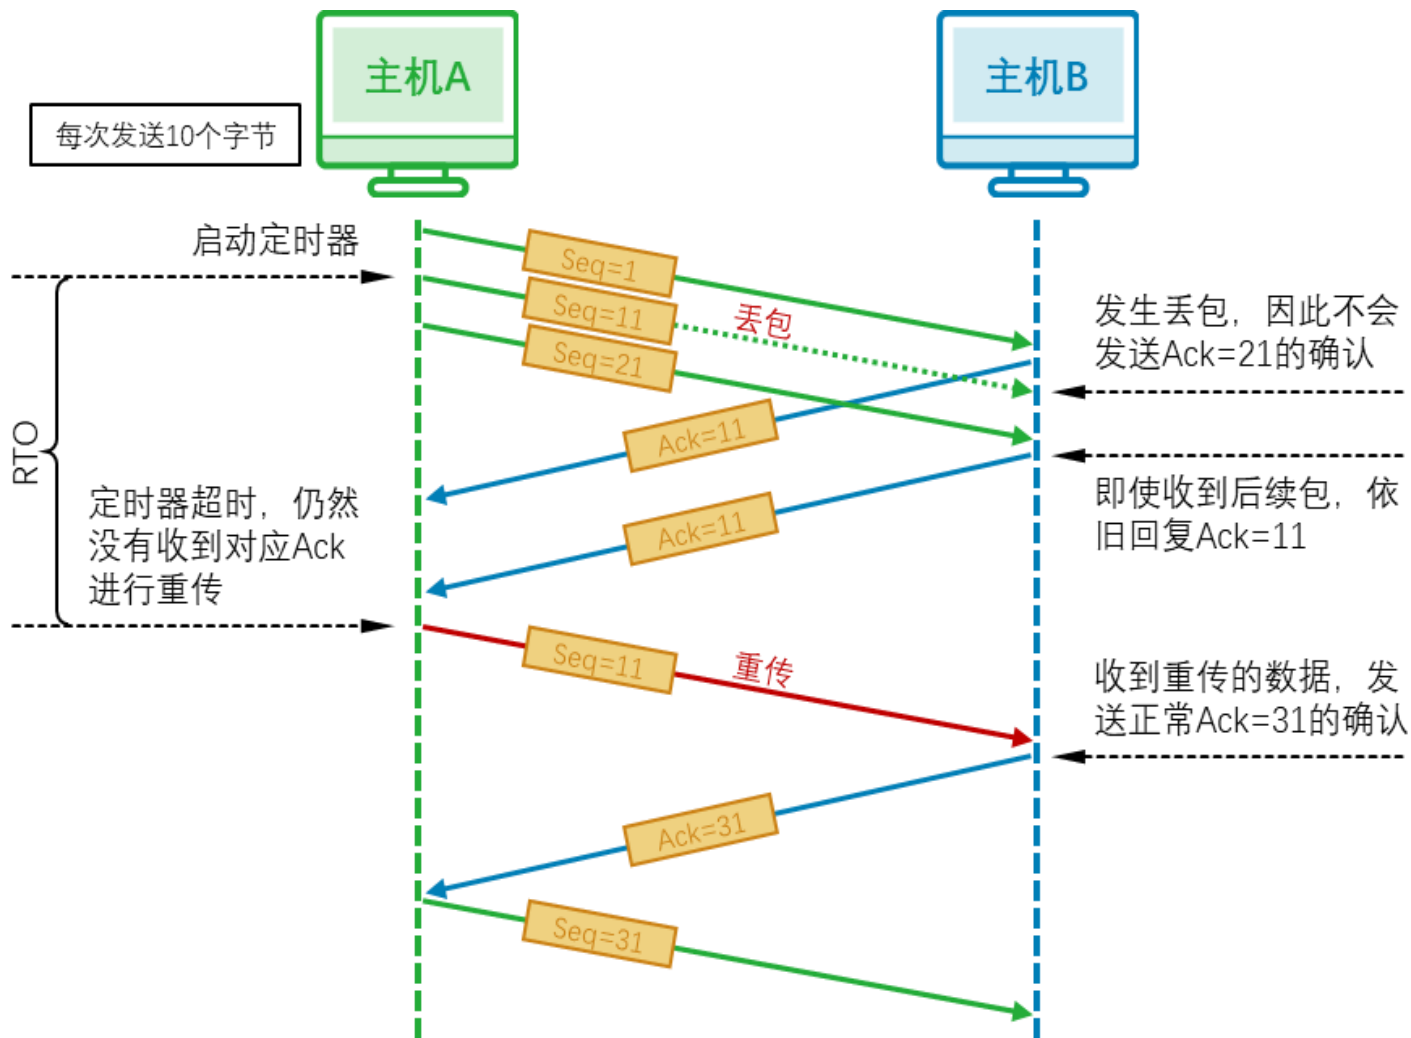 主机A
主机B
每次发送10个字节
启动定时器
Seq=1
Seq=11
丢包
Seq=21
发生丢包，因此不会
发送Ack=21的确认
Ack=11
RTO
定时器超时，仍然
没有收到对应Ack
进行重传
Ack=11
即使收到后续包，依
旧回复Ack=11
Seq=11
重传
收到重传的数据，发
送正常Ack=31的确认
Ack=31
Seq=31